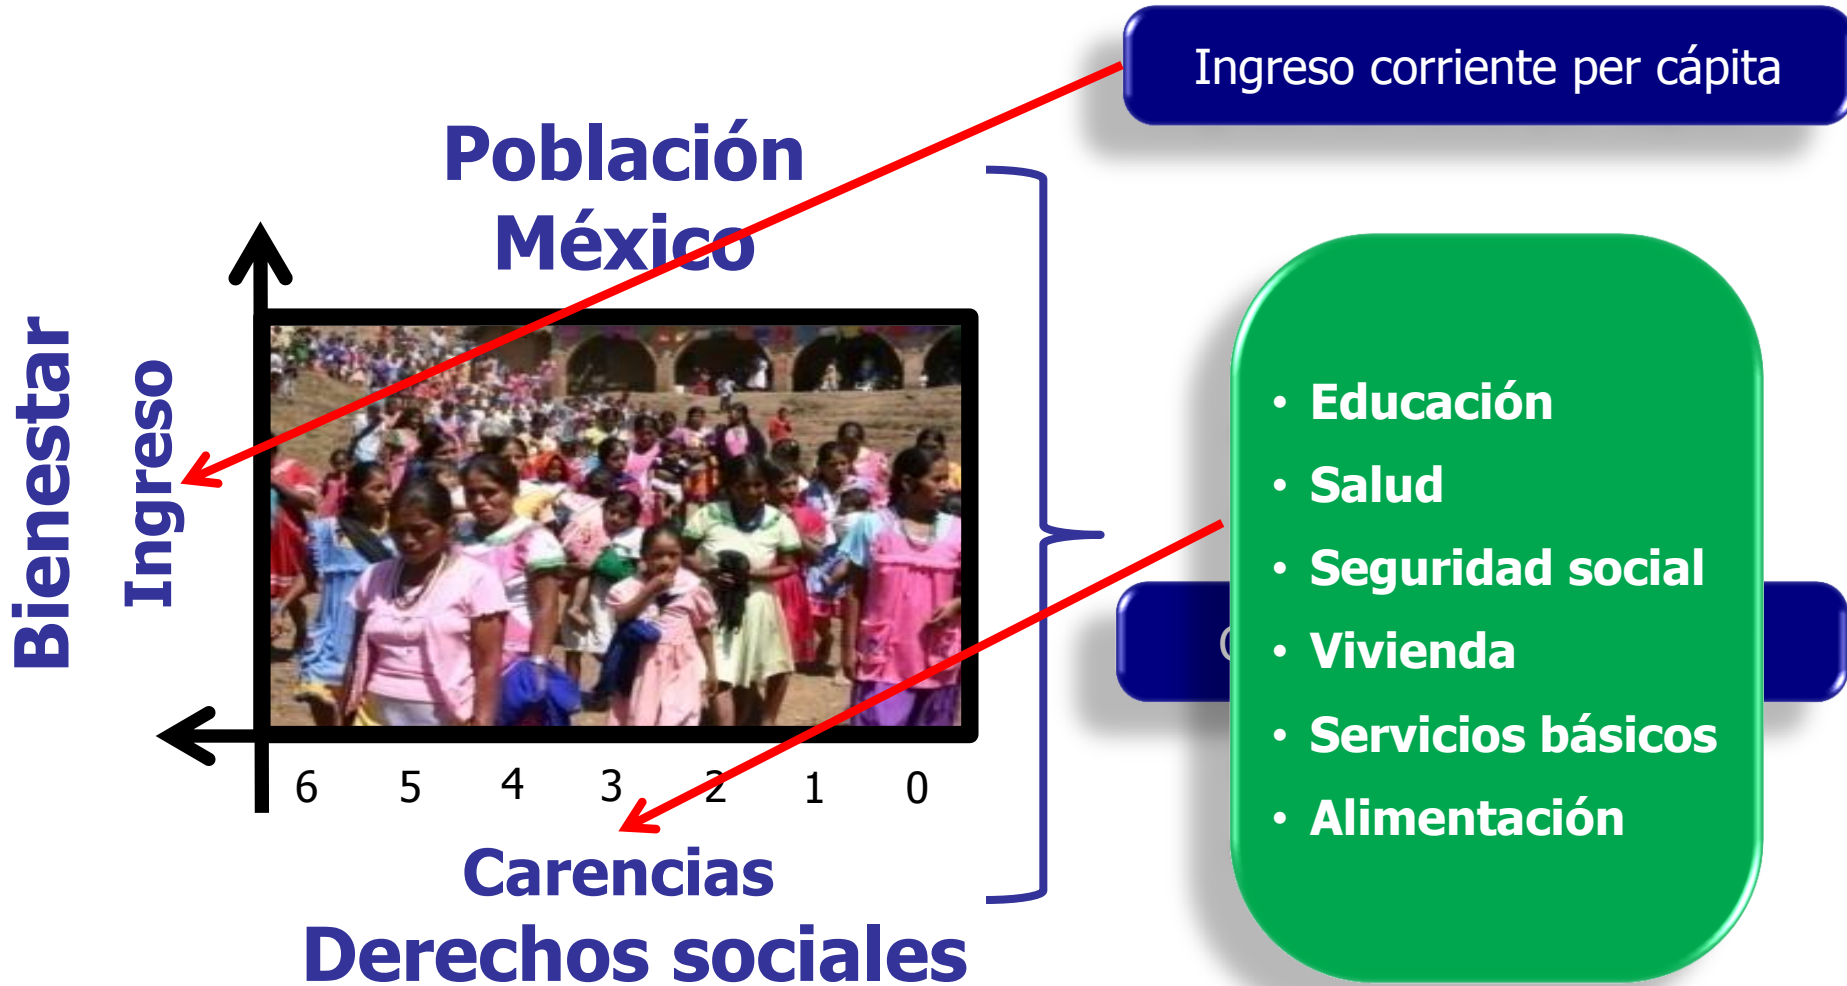 Ingreso corriente per cápita
Población
México
Bienestar
Ingreso
6 5 4 3 2 1 0
Carencias
Derechos sociales
• Educación
• Salud
• Seguridad social
• Vivienda
• Servicios básicos
• Alimentación